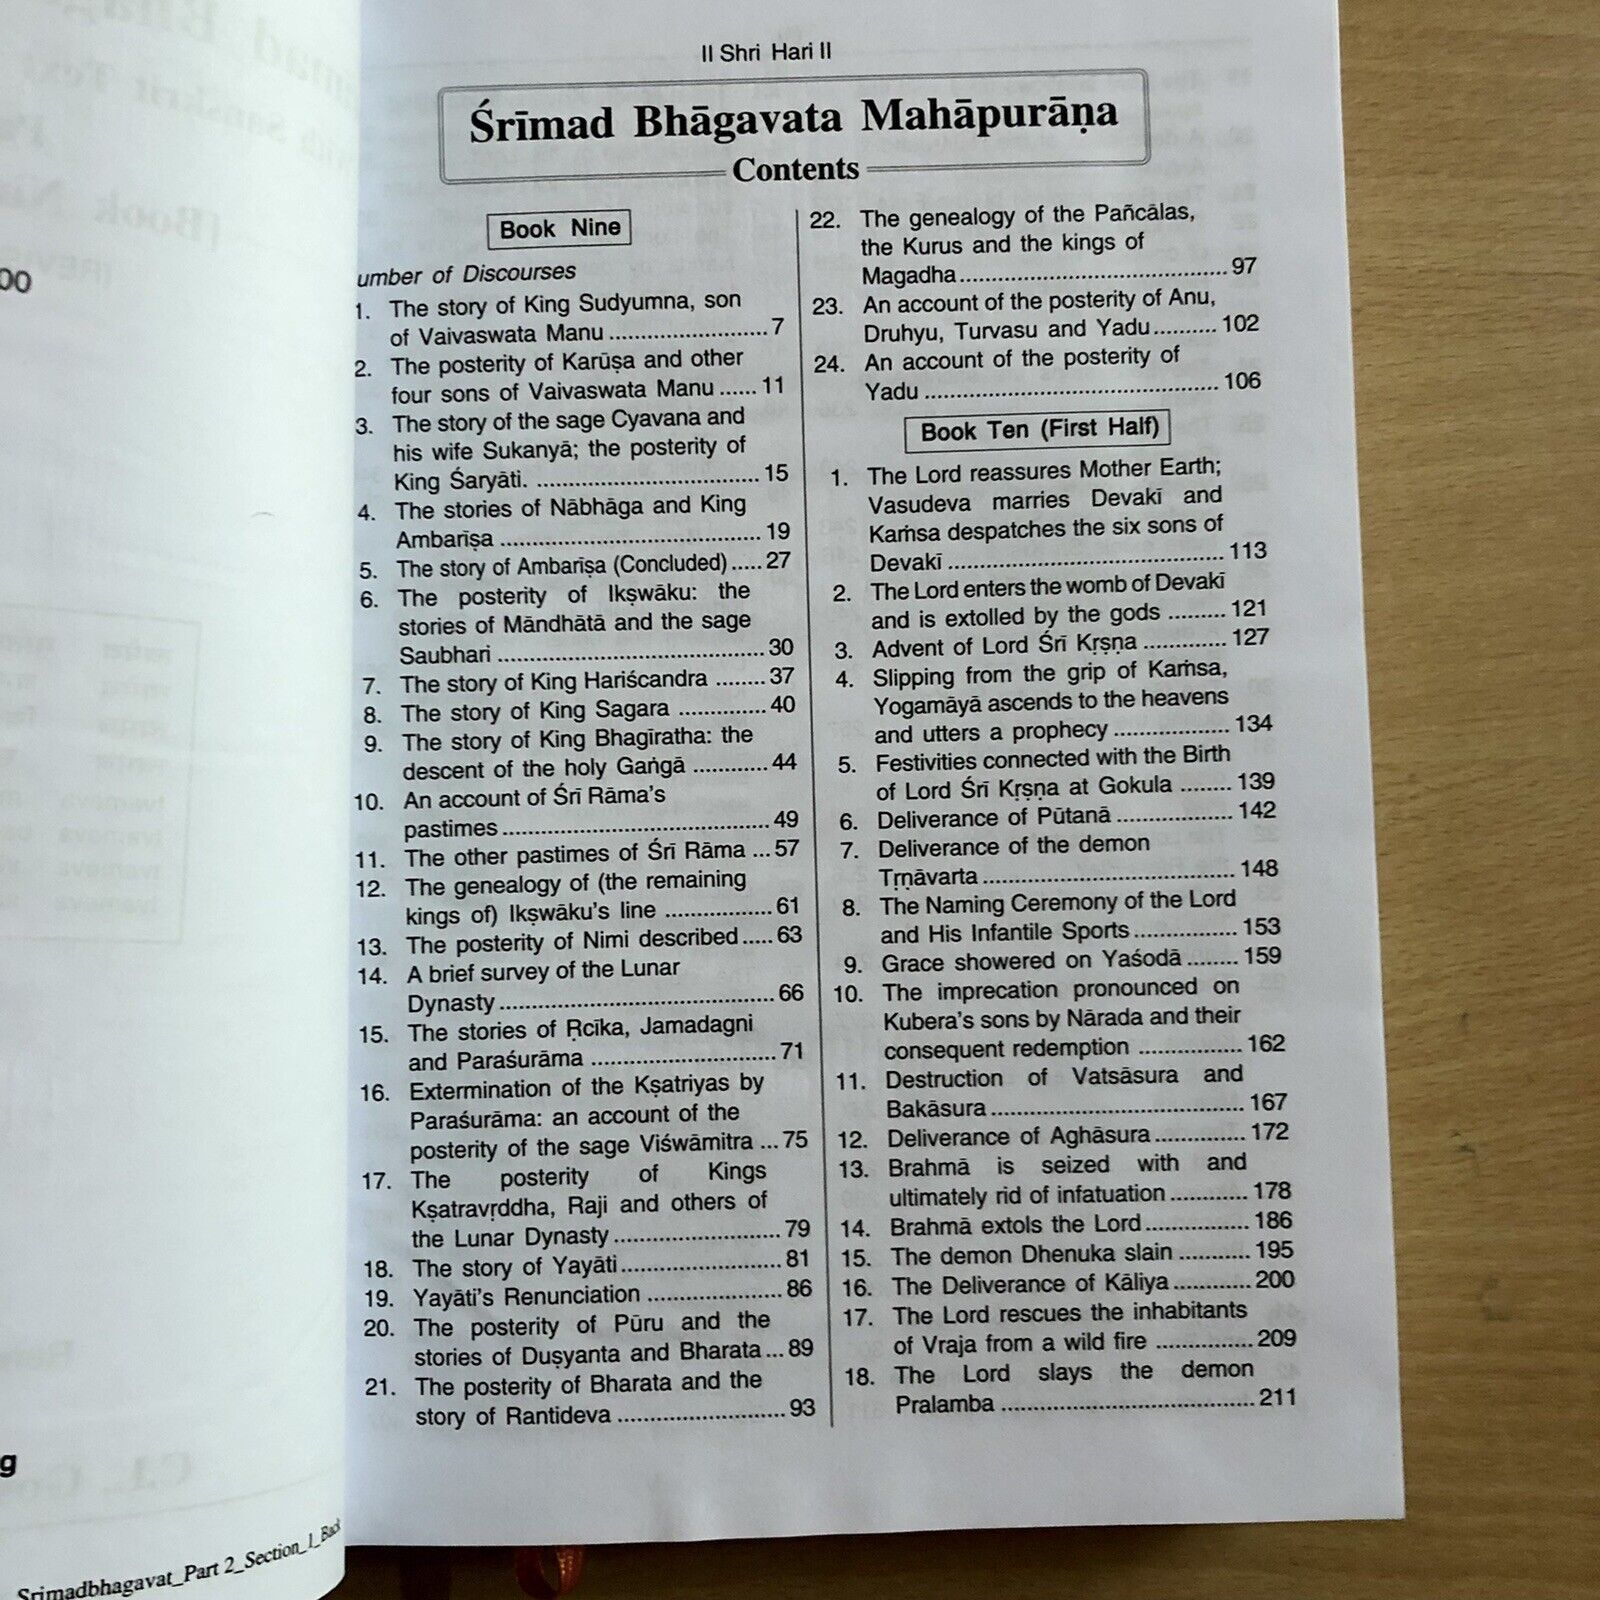 00
g
Srimadbhagavat_Part 2_Section_1_Back
II Shri Hari II
Śrīmad Bhāgavata Mahāpurāṇa
Contents
Book Nine
umber of Discourses
1. The story of King Sudyumna, son
of Vaivaswata Manu ........................ 7
2. The posterity of Karūṣa and other
four sons of Vaivaswata Manu ...... 11
3. The story of the sage Cyavana and
his wife Sukanyā; the posterity of
King Śaryāti. .................................. 15
4. The stories of Nābhāga and King
Ambarīṣa ........................................ 19
5. The story of Ambarīṣa (Concluded) ..... 27
6. The posterity of Ikṣwāku: the
stories of Māndhātā and the sage
Saubhari ......................................... 30
7. The story of King Hariścandra ........ 37
8. The story of King Sagara .............. 40
9. The story of King Bhagīratha: the
descent of the holy Gaṅgā ............ 44
10. An account of Śrī Rāma's
pastimes ......................................... 49
11. The other pastimes of Śrī Rāma ... 57
12. The genealogy of (the remaining
kings of) Ikṣwāku's line ................. 61
13. The posterity of Nimi described ..... 63
14. A brief survey of the Lunar
Dynasty .......................................... 66
15. The stories of Ṛcīka, Jamadagni
and Paraśurāma ............................ 71
16. Extermination of the Kṣatriyas by
Paraśurāma: an account of the
posterity of the sage Viśwāmitra ... 75
17. The posterity of Kings
Kṣatravṛddha, Raji and others of
the Lunar Dynasty .......................... 79
18. The story of Yayāti ......................... 81
19. Yayāti's Renunciation ..................... 86
20. The posterity of Pūru and the
stories of Duṣyanta and Bharata ... 89
21. The posterity of Bharata and the
story of Rantideva .......................... 93
22. The genealogy of the Pañcālas,
the Kurus and the kings of
Magadha ......................................... 97
23. An account of the posterity of Anu,
Druhyu, Turvasu and Yadu .......... 102
24. An account of the posterity of
Yadu ............................................. 106
Book Ten (First Half)
1. The Lord reassures Mother Earth;
Vasudeva marries Devakī and
Kaṁsa despatches the six sons of
Devakī ........................................... 113
2. The Lord enters the womb of Devakī
and is extolled by the gods ......... 121
3. Advent of Lord Śrī Kṛṣṇa ............. 127
4. Slipping from the grip of Kaṁsa,
Yogamāyā ascends to the heavens
and utters a prophecy .................. 134
5. Festivities connected with the Birth
of Lord Śrī Kṛṣṇa at Gokula ........ 139
6. Deliverance of Pūtanā .................. 142
7. Deliverance of the demon
Tṛṇāvarta ....................................... 148
8. The Naming Ceremony of the Lord
and His Infantile Sports ................ 153
9. Grace showered on Yaśodā ........ 159
10. The imprecation pronounced on
Kubera's sons by Nārada and their
consequent redemption ................ 162
11. Destruction of Vatsāsura and
Bakāsura ....................................... 167
12. Deliverance of Aghāsura .............. 172
13. Brahmā is seized with and
ultimately rid of infatuation ............ 178
14. Brahmā extols the Lord ................ 186
15. The demon Dhenuka slain ........... 195
16. The Deliverance of Kāliya ............ 200
17. The Lord rescues the inhabitants
of Vraja from a wild fire ............... 209
18. The Lord slays the demon
Pralamba ....................................... 211